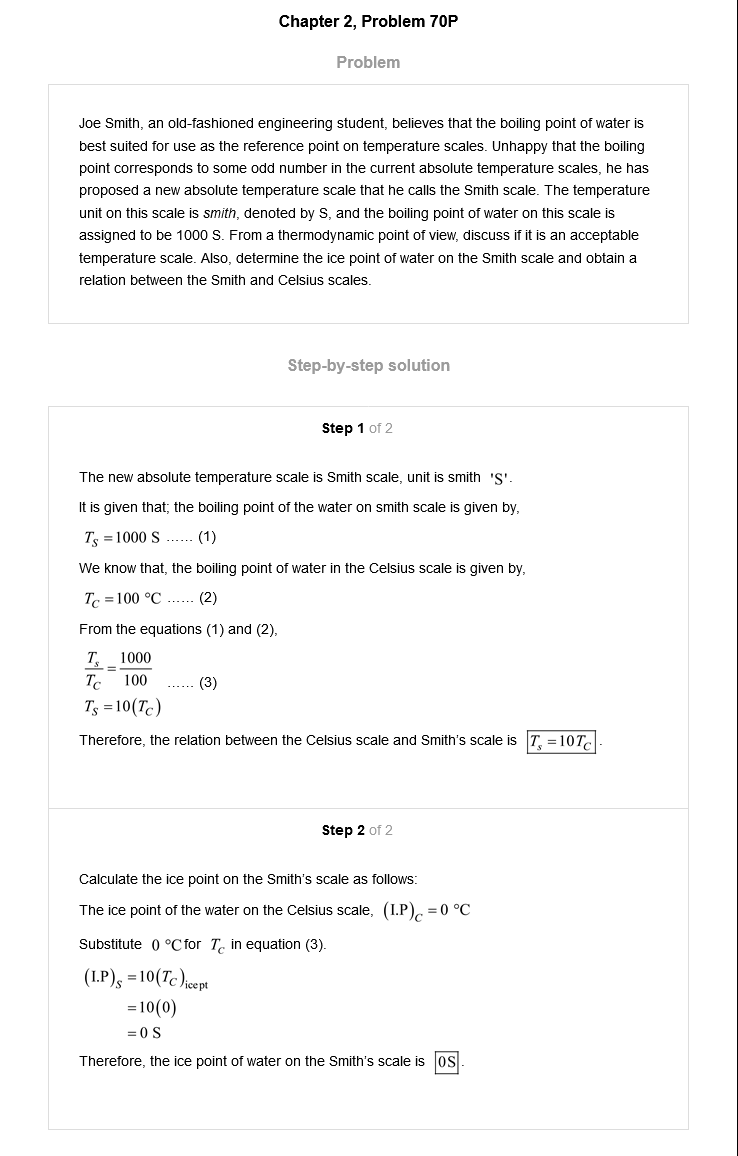 Chapter 2, Problem 70P
Problem
Joe Smith, an old-fashioned engineering student, believes that the boiling point of water is
best suited for use as the reference point on temperature scales. Unhappy that the boiling
point corresponds to some odd number in the current absolute temperature scales, he has
proposed a new absolute temperature scale that he calls the Smith scale. The temperature
unit on this scale is smith, denoted by S, and the boiling point of water on this scale is
assigned to be 1000 S. From a thermodynamic point of view, discuss if it is an acceptable
temperature scale. Also, determine the ice point of water on the Smith scale and obtain a
relation between the Smith and Celsius scales.
Step-by-step solution
Step 1 of 2
The new absolute temperature scale is Smith scale, unit is smith 'S'.
It is given that; the boiling point of the water on smith scale is given by,
T_S = 1000 S ...... (1)
We know that, the boiling point of water in the Celsius scale is given by,
T_C = 100 °C ...... (2)
From the equations (1) and (2),
T_s/T_C = 1000/100
...... (3)
T_S = 10(T_C)
Therefore, the relation between the Celsius scale and Smith's scale is T_s = 10T_C.
Step 2 of 2
Calculate the ice point on the Smith's scale as follows:
The ice point of the water on the Celsius scale, (I.P)_C = 0 °C
Substitute 0 °C for T_C in equation (3).
(I.P)_S = 10(T_C)_ice pt
= 10(0)
= 0 S
Therefore, the ice point of water on the Smith's scale is 0S.